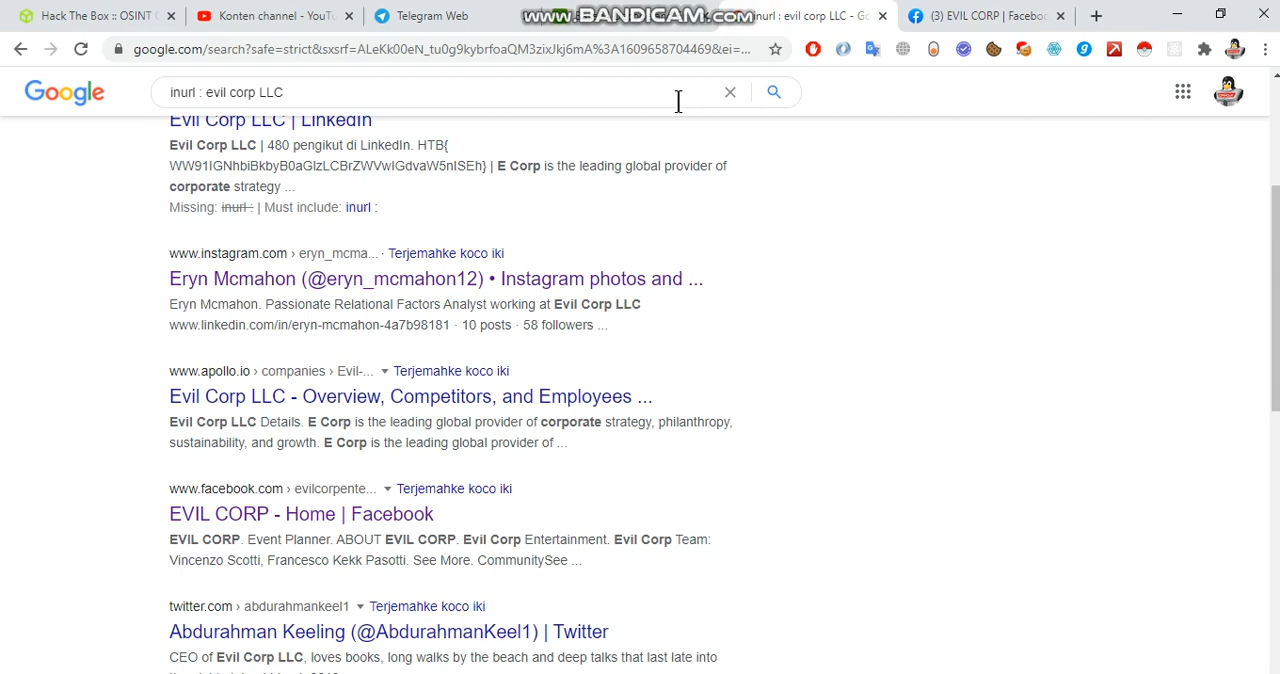 Hack The Box :: OSINT
Konten channel - YouTu
Telegram Web
www.BANDICAM.com
inurl : evil corp LLC - Go
(3) EVIL CORP | Faceboo
google.com/search?safe=strict&sxsrf=ALeKk00eN_tu0g9kybrfoaQM3zixJkj6mA%3A1609658704469&ei=...
Google
inurl : evil corp LLC
Evil Corp LLC | LinkedIn
Evil Corp LLC | 480 pengikut di LinkedIn. HTB{
WW91IGNhbiBkbyB0aGlzLCBrZWVwIGdvaW5nISEh} | E Corp is the leading global provider of
corporate strategy ...
Missing: inurl : | Must include: inurl :
www.instagram.com › eryn_mcma... · Terjemahke koco iki
Eryn Mcmahon (@eryn_mcmahon12) • Instagram photos and ...
Eryn Mcmahon. Passionate Relational Factors Analyst working at Evil Corp LLC
www.linkedin.com/in/eryn-mcmahon-4a7b98181 · 10 posts · 58 followers ...
www.apollo.io › companies › Evil-... Terjemahke koco iki
Evil Corp LLC - Overview, Competitors, and Employees ...
Evil Corp LLC Details. E Corp is the leading global provider of corporate strategy, philanthropy,
sustainability, and growth. E Corp is the leading global provider of ...
www.facebook.com › evilcorpente... Terjemahke koco iki
EVIL CORP - Home | Facebook
EVIL CORP. Event Planner. ABOUT EVIL CORP. Evil Corp Entertainment. Evil Corp Team:
Vincenzo Scotti, Francesco Kekk Pasotti. See More. CommunitySee ...
twitter.com › abdurahmankeel1 Terjemahke koco iki
Abdurahman Keeling (@AbdurahmanKeel1) | Twitter
CEO of Evil Corp LLC, loves books, long walks by the beach and deep talks that last late into